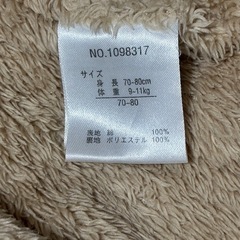 NO.1098317
サイズ
身 長 70-80cm
体 重 9-11kg
70-80
表地 綿 100%
裏地 ポリエステル 100%